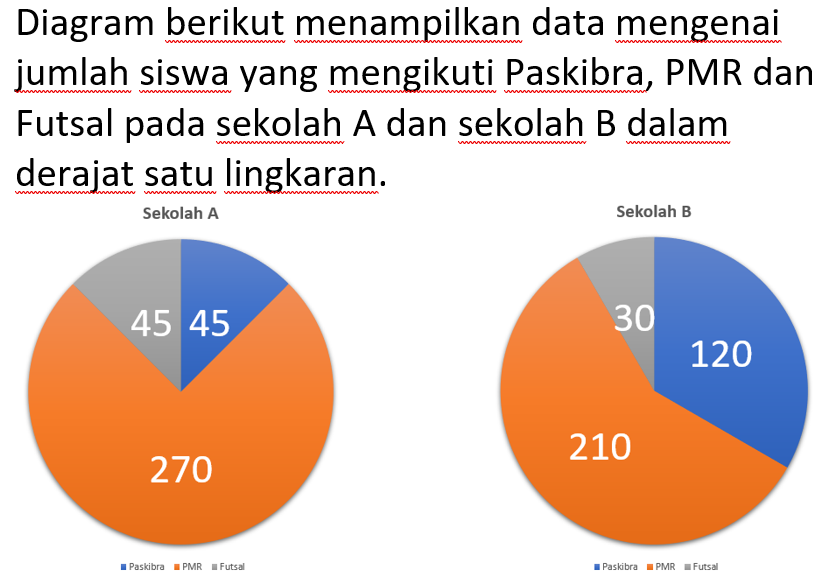 Diagram berikut menampilkan data mengenai
jumlah siswa yang mengikuti Paskibra, PMR dan
Futsal pada sekolah A dan sekolah B dalam
derajat satu lingkaran.
Sekolah A
45 45
270
Paskibra PMR Futsal
Sekolah B
30
120
210
Paskibra PMR Futsal